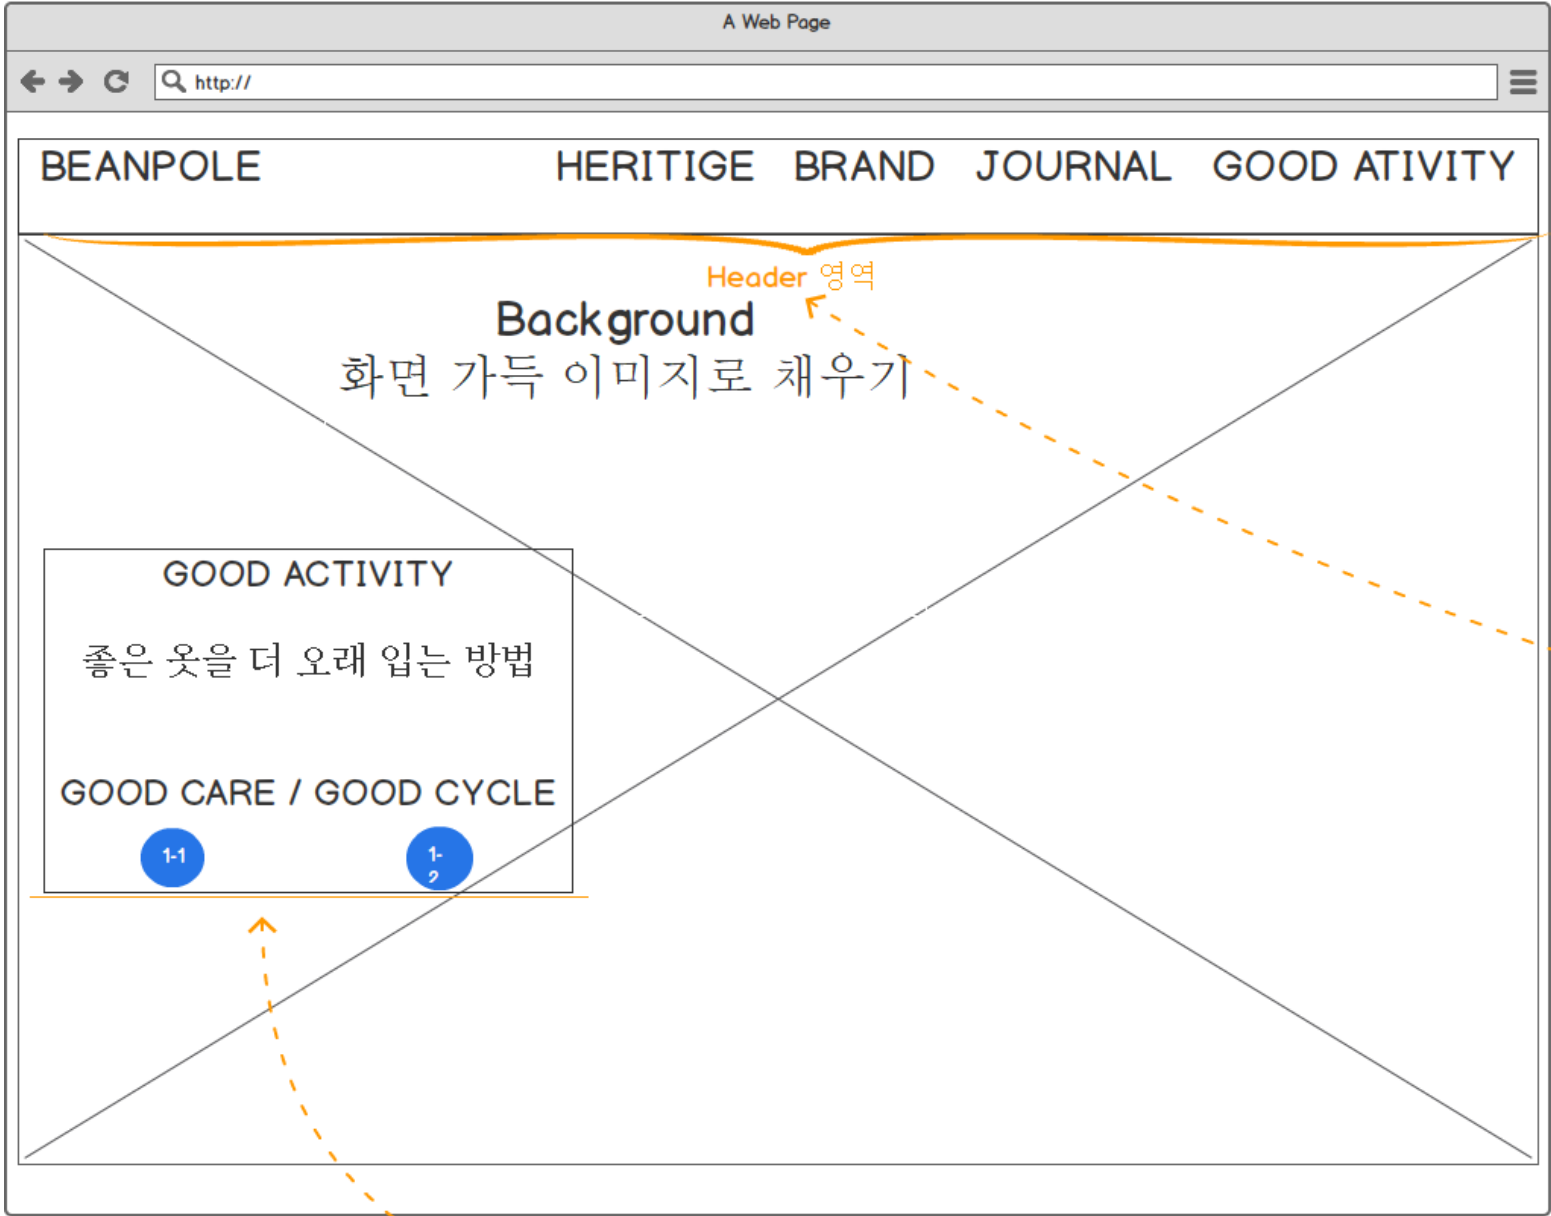 A Web Page
http://
BEANPOLE HERITIGE BRAND JOURNAL GOOD ATIVITY
Header 영역
Background
화면 가득 이미지로 채우기
GOOD ACTIVITY
좋은 옷을 더 오래 입는 방법
GOOD CARE / GOOD CYCLE
1-1 1-
2